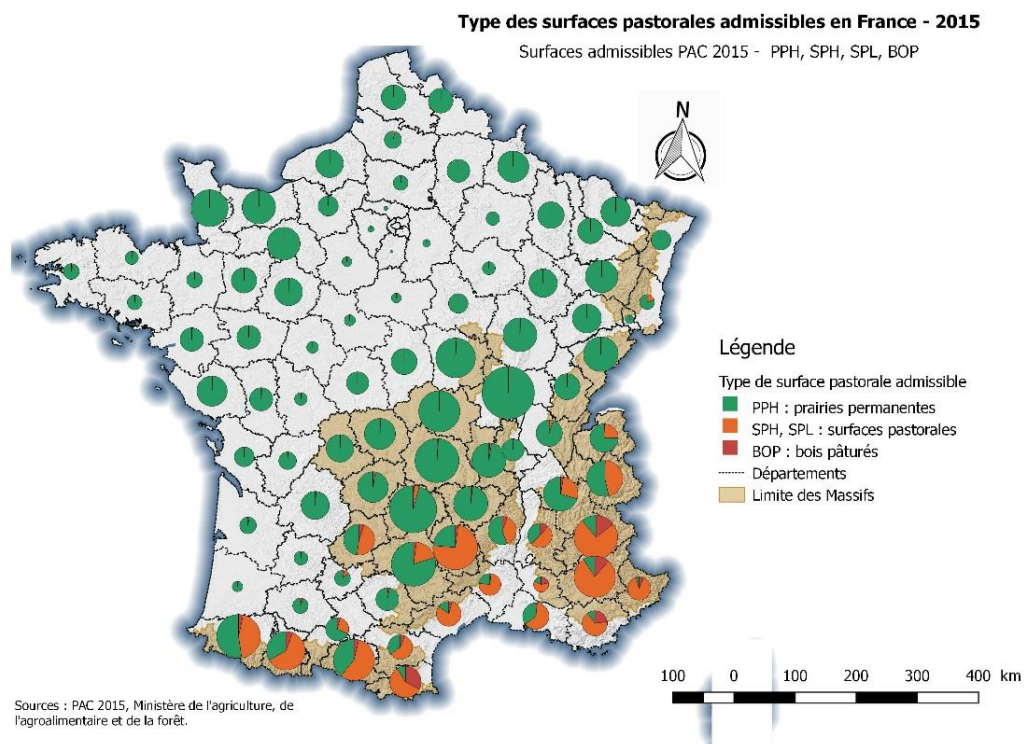 Type des surfaces pastorales admissibles en France - 2015
Surfaces admissibles PAC 2015 - PPH, SPH, SPL, BOP
N
Légende
Type de surface pastorale admissible
PPH : prairies permanentes
SPH, SPL : surfaces pastorales
BOP : bois pâturés
Départements
Limite des Massifs
100 0 100 200 300 400 km
Sources : PAC 2015, Ministère de l'agriculture, de
l'agroalimentaire et de la forêt.